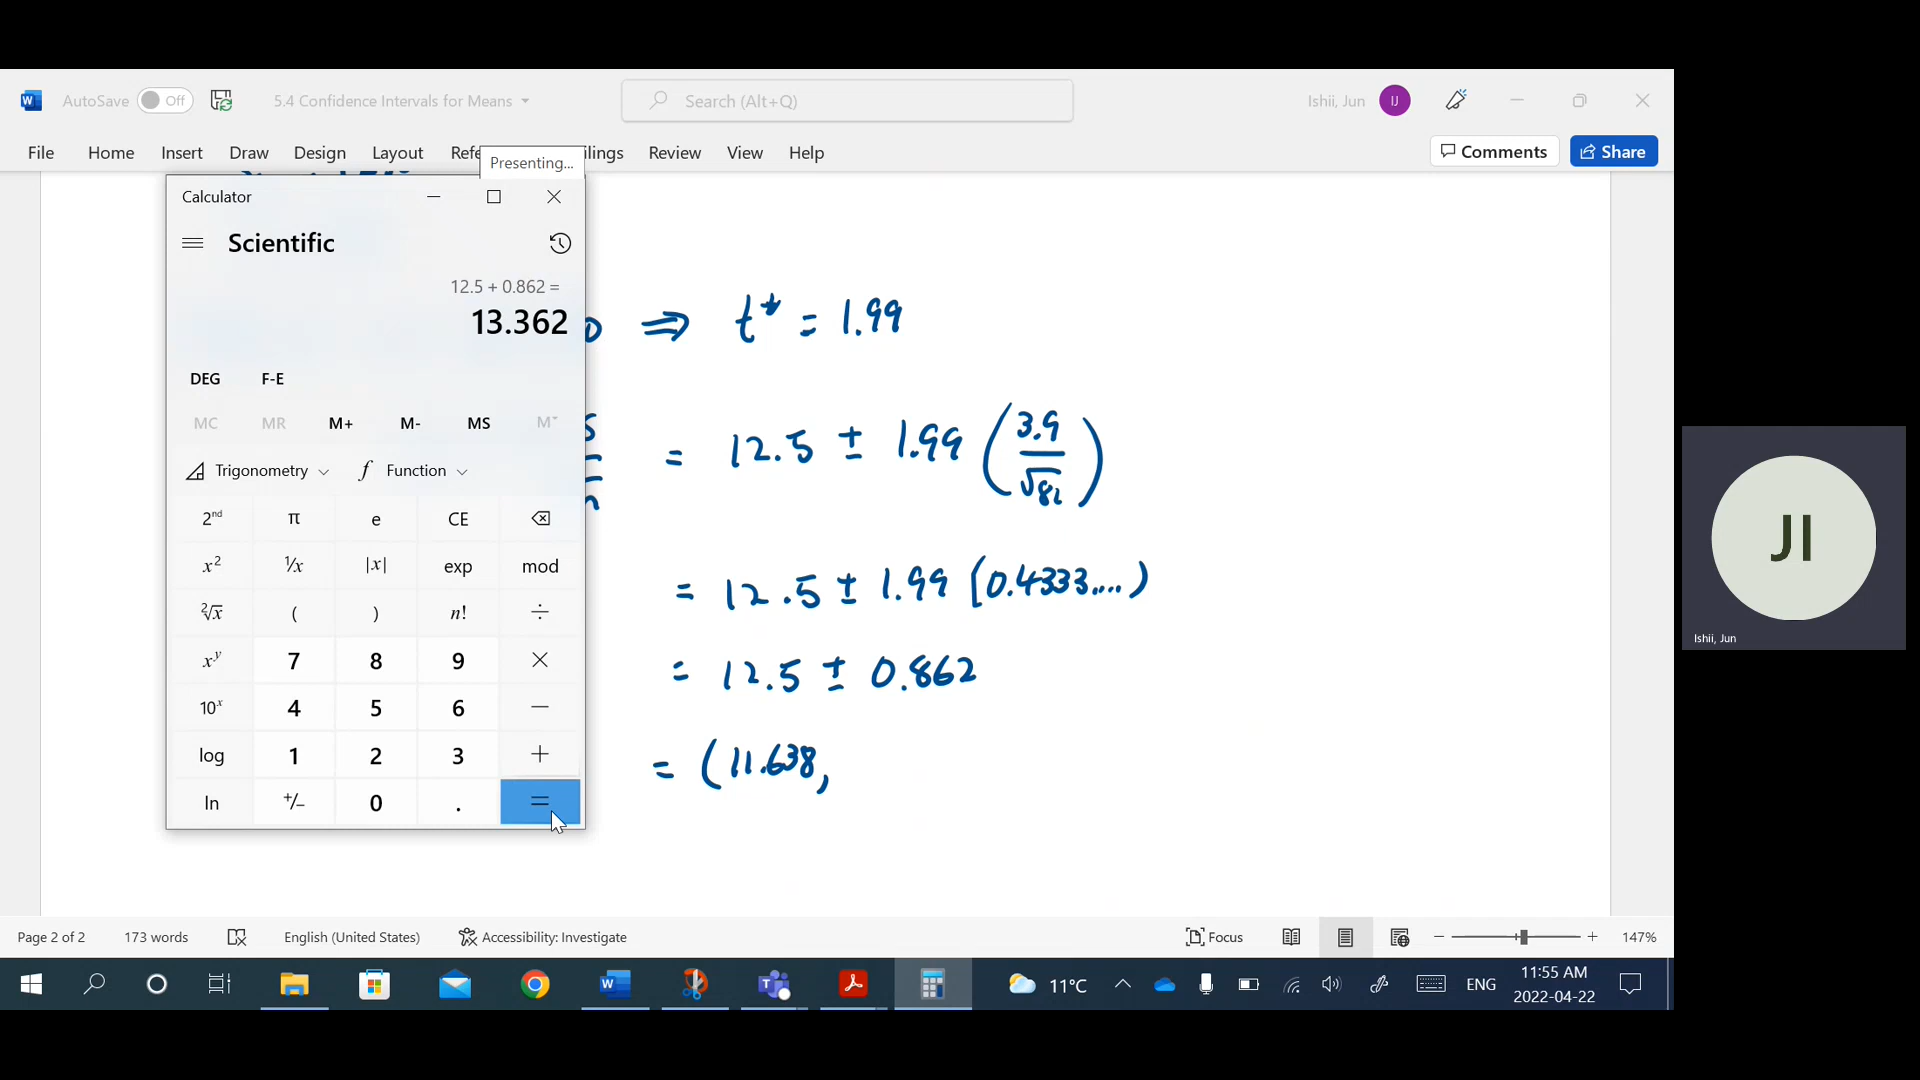 AutoSave Off 5.4 Confidence Intervals for Means Search (Alt+Q) Ishii, Jun IJ
File Home Insert Draw Design Layout Refe ilings Review View Help Comments Share
Presenting...
Calculator
Scientific
12.5 + 0.862 =
13.362
DEG F-E
MC MR M+ M- MS M˅
Trigonometry f Function
2nd π e CE
x² ¹/x |x| exp mod
²√x ( ) n! ÷
xʸ 7 8 9 ×
10ˣ 4 5 6 −
log 1 2 3 +
ln +/− 0 . =
0 ⇒ t* = 1.99
= 12.5 ± 1.99 (3.9/√81)
= 12.5 ± 1.99 (0.4333....)
= 12.5 ± 0.862
= (11.638,
JI
Ishii, Jun
Page 2 of 2 173 words English (United States) Accessibility: Investigate Focus − + 147%
11°C ENG 11:55 AM
2022-04-22